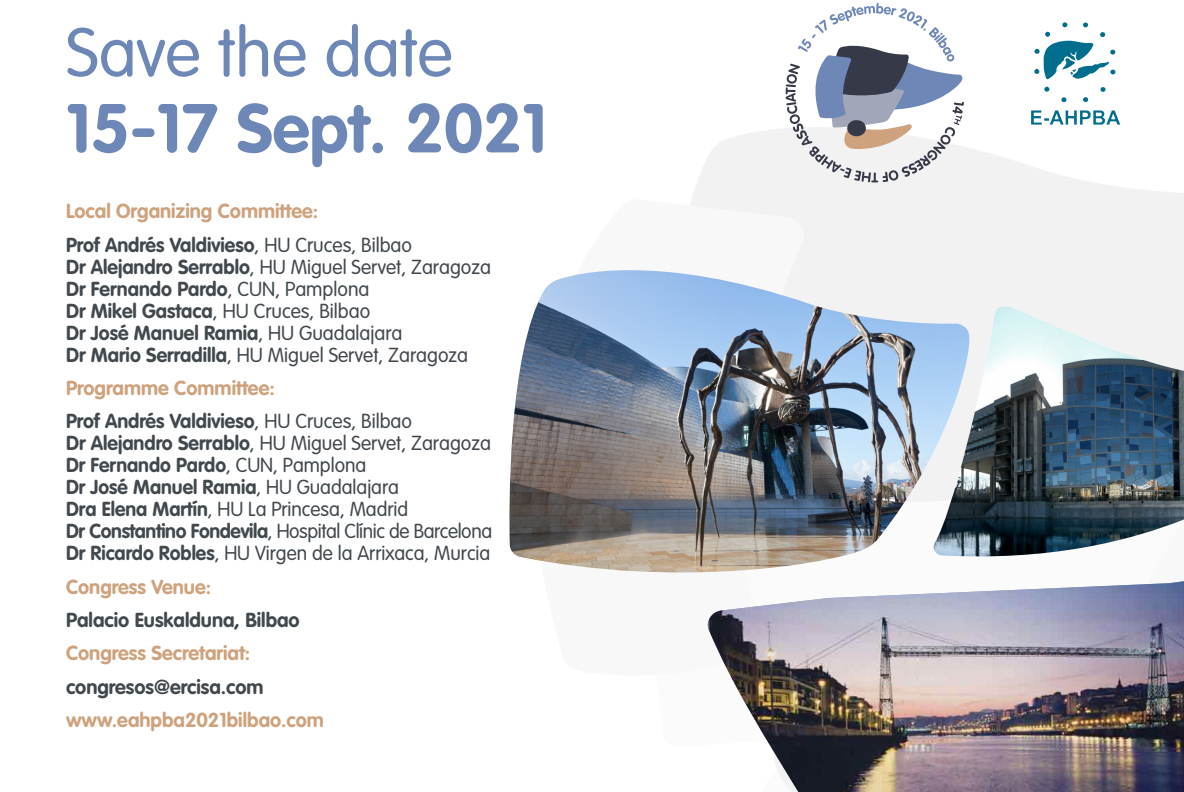 Save the date
15-17 Sept. 2021
15 - 17 September 2021. Bilbao
14TH CONGRESS OF THE E-AHPB ASSOCIATION
E-AHPBA
Local Organizing Committee:
Prof Andrés Valdivieso, HU Cruces, Bilbao
Dr Alejandro Serrablo, HU Miguel Servet, Zaragoza
Dr Fernando Pardo, CUN, Pamplona
Dr Mikel Gastaca, HU Cruces, Bilbao
Dr José Manuel Ramia, HU Guadalajara
Dr Mario Serradilla, HU Miguel Servet, Zaragoza
Programme Committee:
Prof Andrés Valdivieso, HU Cruces, Bilbao
Dr Alejandro Serrablo, HU Miguel Servet, Zaragoza
Dr Fernando Pardo, CUN, Pamplona
Dr José Manuel Ramia, HU Guadalajara
Dra Elena Martín, HU La Princesa, Madrid
Dr Constantino Fondevila, Hospital Clínic de Barcelona
Dr Ricardo Robles, HU Virgen de la Arrixaca, Murcia
Congress Venue:
Palacio Euskalduna, Bilbao
Congress Secretariat:
congresos@ercisa.com
www.eahpba2021bilbao.com